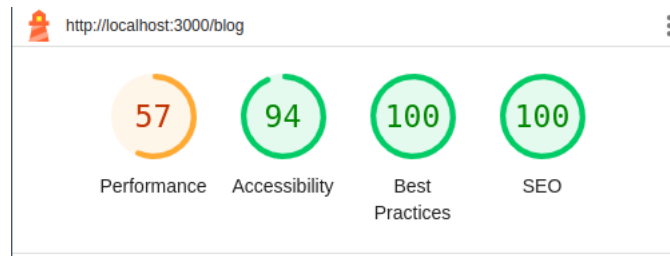 http://localhost:3000/blog
57
94
100
100
Performance
Accessibility
Best
Practices
SEO